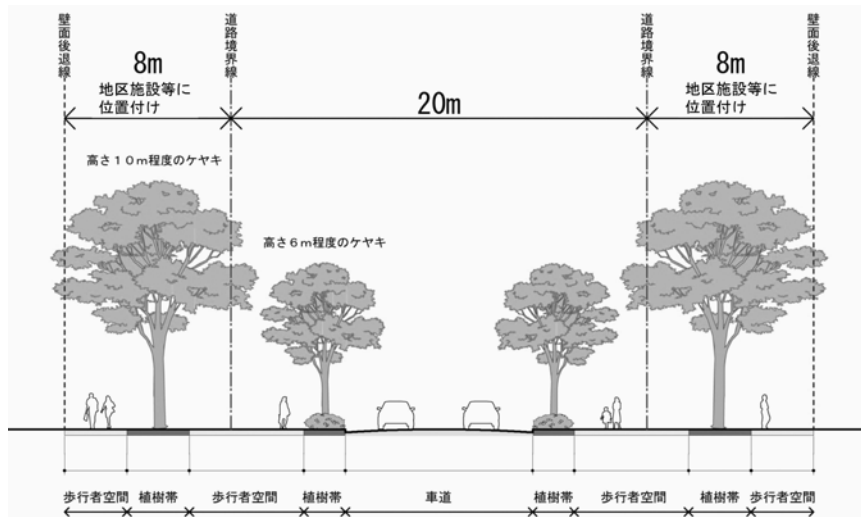 壁面後退線
道路境界線
道路境界線
壁面後退線
8m
地区施設等に
位置付け
20m
8m
地区施設等に
位置付け
高さ10m程度のケヤキ
高さ6m程度のケヤキ
歩行者空間
植樹帯
歩行者空間
植樹帯
車道
植樹帯
歩行者空間
植樹帯
歩行者空間